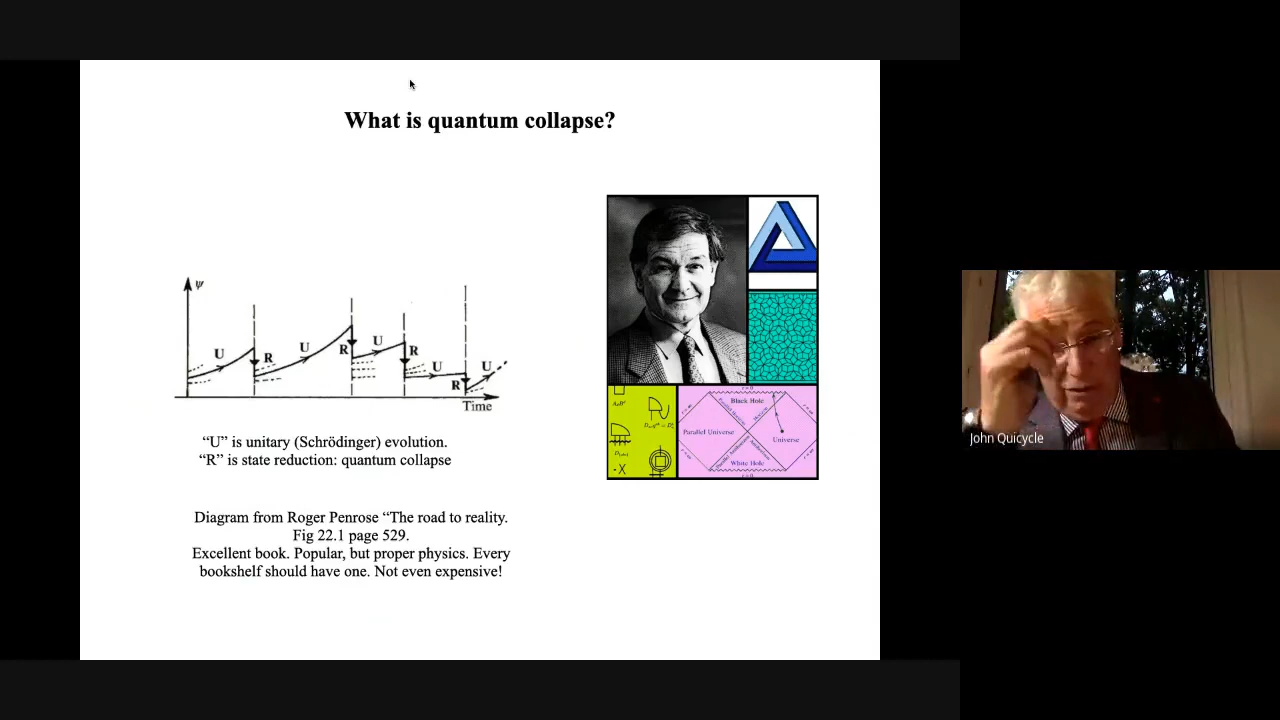 What is quantum collapse?
ψ
U
R
U
R
U
R
U
R
U
Time
“U” is unitary (Schrödinger) evolution.
“R” is state reduction: quantum collapse
Diagram from Roger Penrose “The road to reality.
Fig 22.1 page 529.
Excellent book. Popular, but proper physics. Every
bookshelf should have one. Not even expensive!
Black Hole
Parallel Universe
Universe
White Hole
John Quicycle